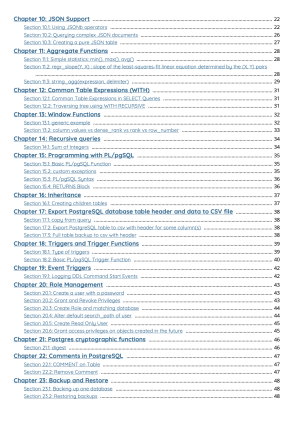 Chapter 10: JSON Support 22
Section 10.1: Using JSONb operators 22
Section 10.2: Querying complex JSON documents 26
Section 10.3: Creating a pure JSON table 27
Chapter 11: Aggregate Functions 28
Section 11.1: Simple statistics: min(), max(), avg() 28
Section 11.2: regr_slope(Y, X) : slope of the least-squares-fit linear equation determined by the (X, Y) pairs
28
Section 11.3: string_agg(expression, delimiter) 29
Chapter 12: Common Table Expressions (WITH) 31
Section 12.1: Common Table Expressions in SELECT Queries 31
Section 12.2: Traversing tree using WITH RECURSIVE 31
Chapter 13: Window Functions 32
Section 13.1: generic example 32
Section 13.2: column values vs dense_rank vs rank vs row_number 33
Chapter 14: Recursive queries 34
Section 14.1: Sum of Integers 34
Chapter 15: Programming with PL/pgSQL 35
Section 15.1: Basic PL/pgSQL Function 35
Section 15.2: custom exceptions 35
Section 15.3: PL/pgSQL Syntax 36
Section 15.4: RETURNS Block 36
Chapter 16: Inheritance 37
Section 16.1: Creating children tables 37
Chapter 17: Export PostgreSQL database table header and data to CSV file 38
Section 17.1: copy from query 38
Section 17.2: Export PostgreSQL table to csv with header for some column(s) 38
Section 17.3: Full table backup to csv with header 38
Chapter 18: Triggers and Trigger Functions 39
Section 18.1: Type of triggers 39
Section 18.2: Basic PL/pgSQL Trigger Function 40
Chapter 19: Event Triggers 42
Section 19.1: Logging DDL Command Start Events 42
Chapter 20: Role Management 43
Section 20.1: Create a user with a password 43
Section 20.2: Grant and Revoke Privileges 43
Section 20.3: Create Role and matching database 44
Section 20.4: Alter default search_path of user 44
Section 20.5: Create Read Only User 45
Section 20.6: Grant access privileges on objects created in the future 45
Chapter 21: Postgres cryptographic functions 46
Section 21.1: digest 46
Chapter 22: Comments in PostgreSQL 47
Section 22.1: COMMENT on Table 47
Section 22.2: Remove Comment 47
Chapter 23: Backup and Restore 48
Section 23.1: Backing up one database 48
Section 23.2: Restoring backups 48